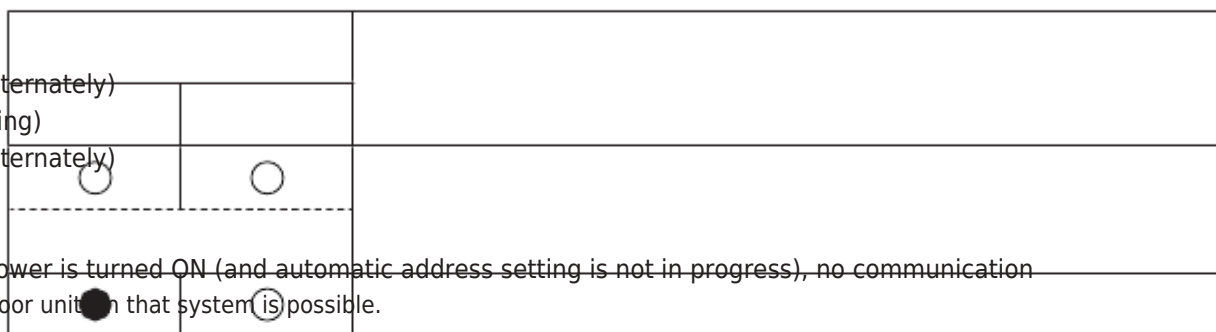 ternately)
ing)
ternately)
ower is turned ON (and automatic address setting is not in progress), no communication
oor unit in that system is possible.